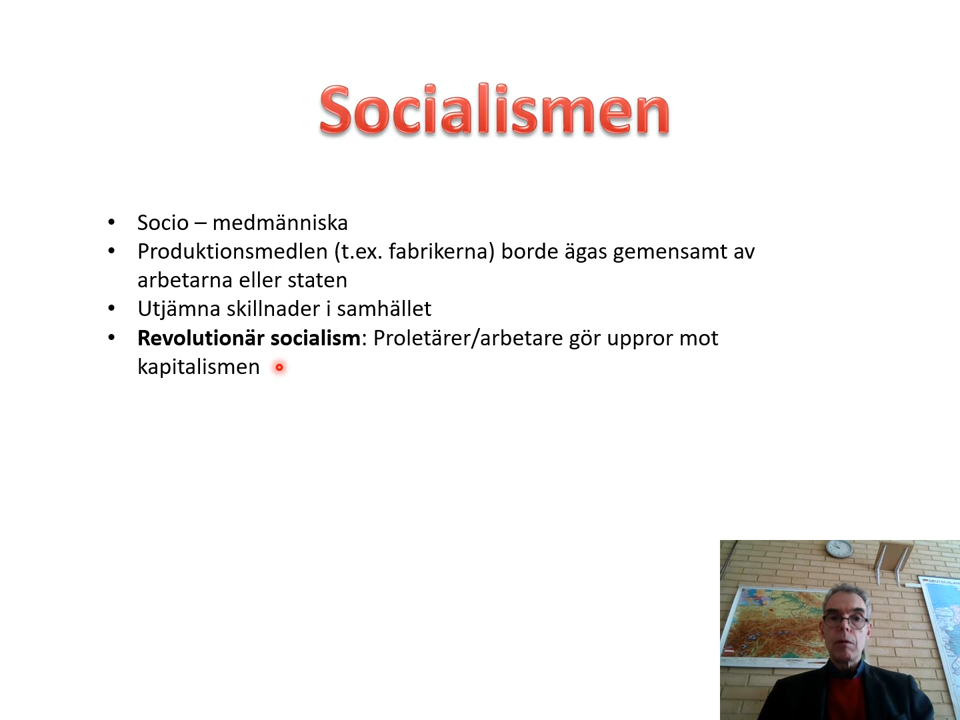 Socialismen
• Socio – medmänniska
• Produktionsmedlen (t.ex. fabrikerna) borde ägas gemensamt av
arbetarna eller staten
• Utjämna skillnader i samhället
• Revolutionär socialism: Proletärer/arbetare gör uppror mot
kapitalismen